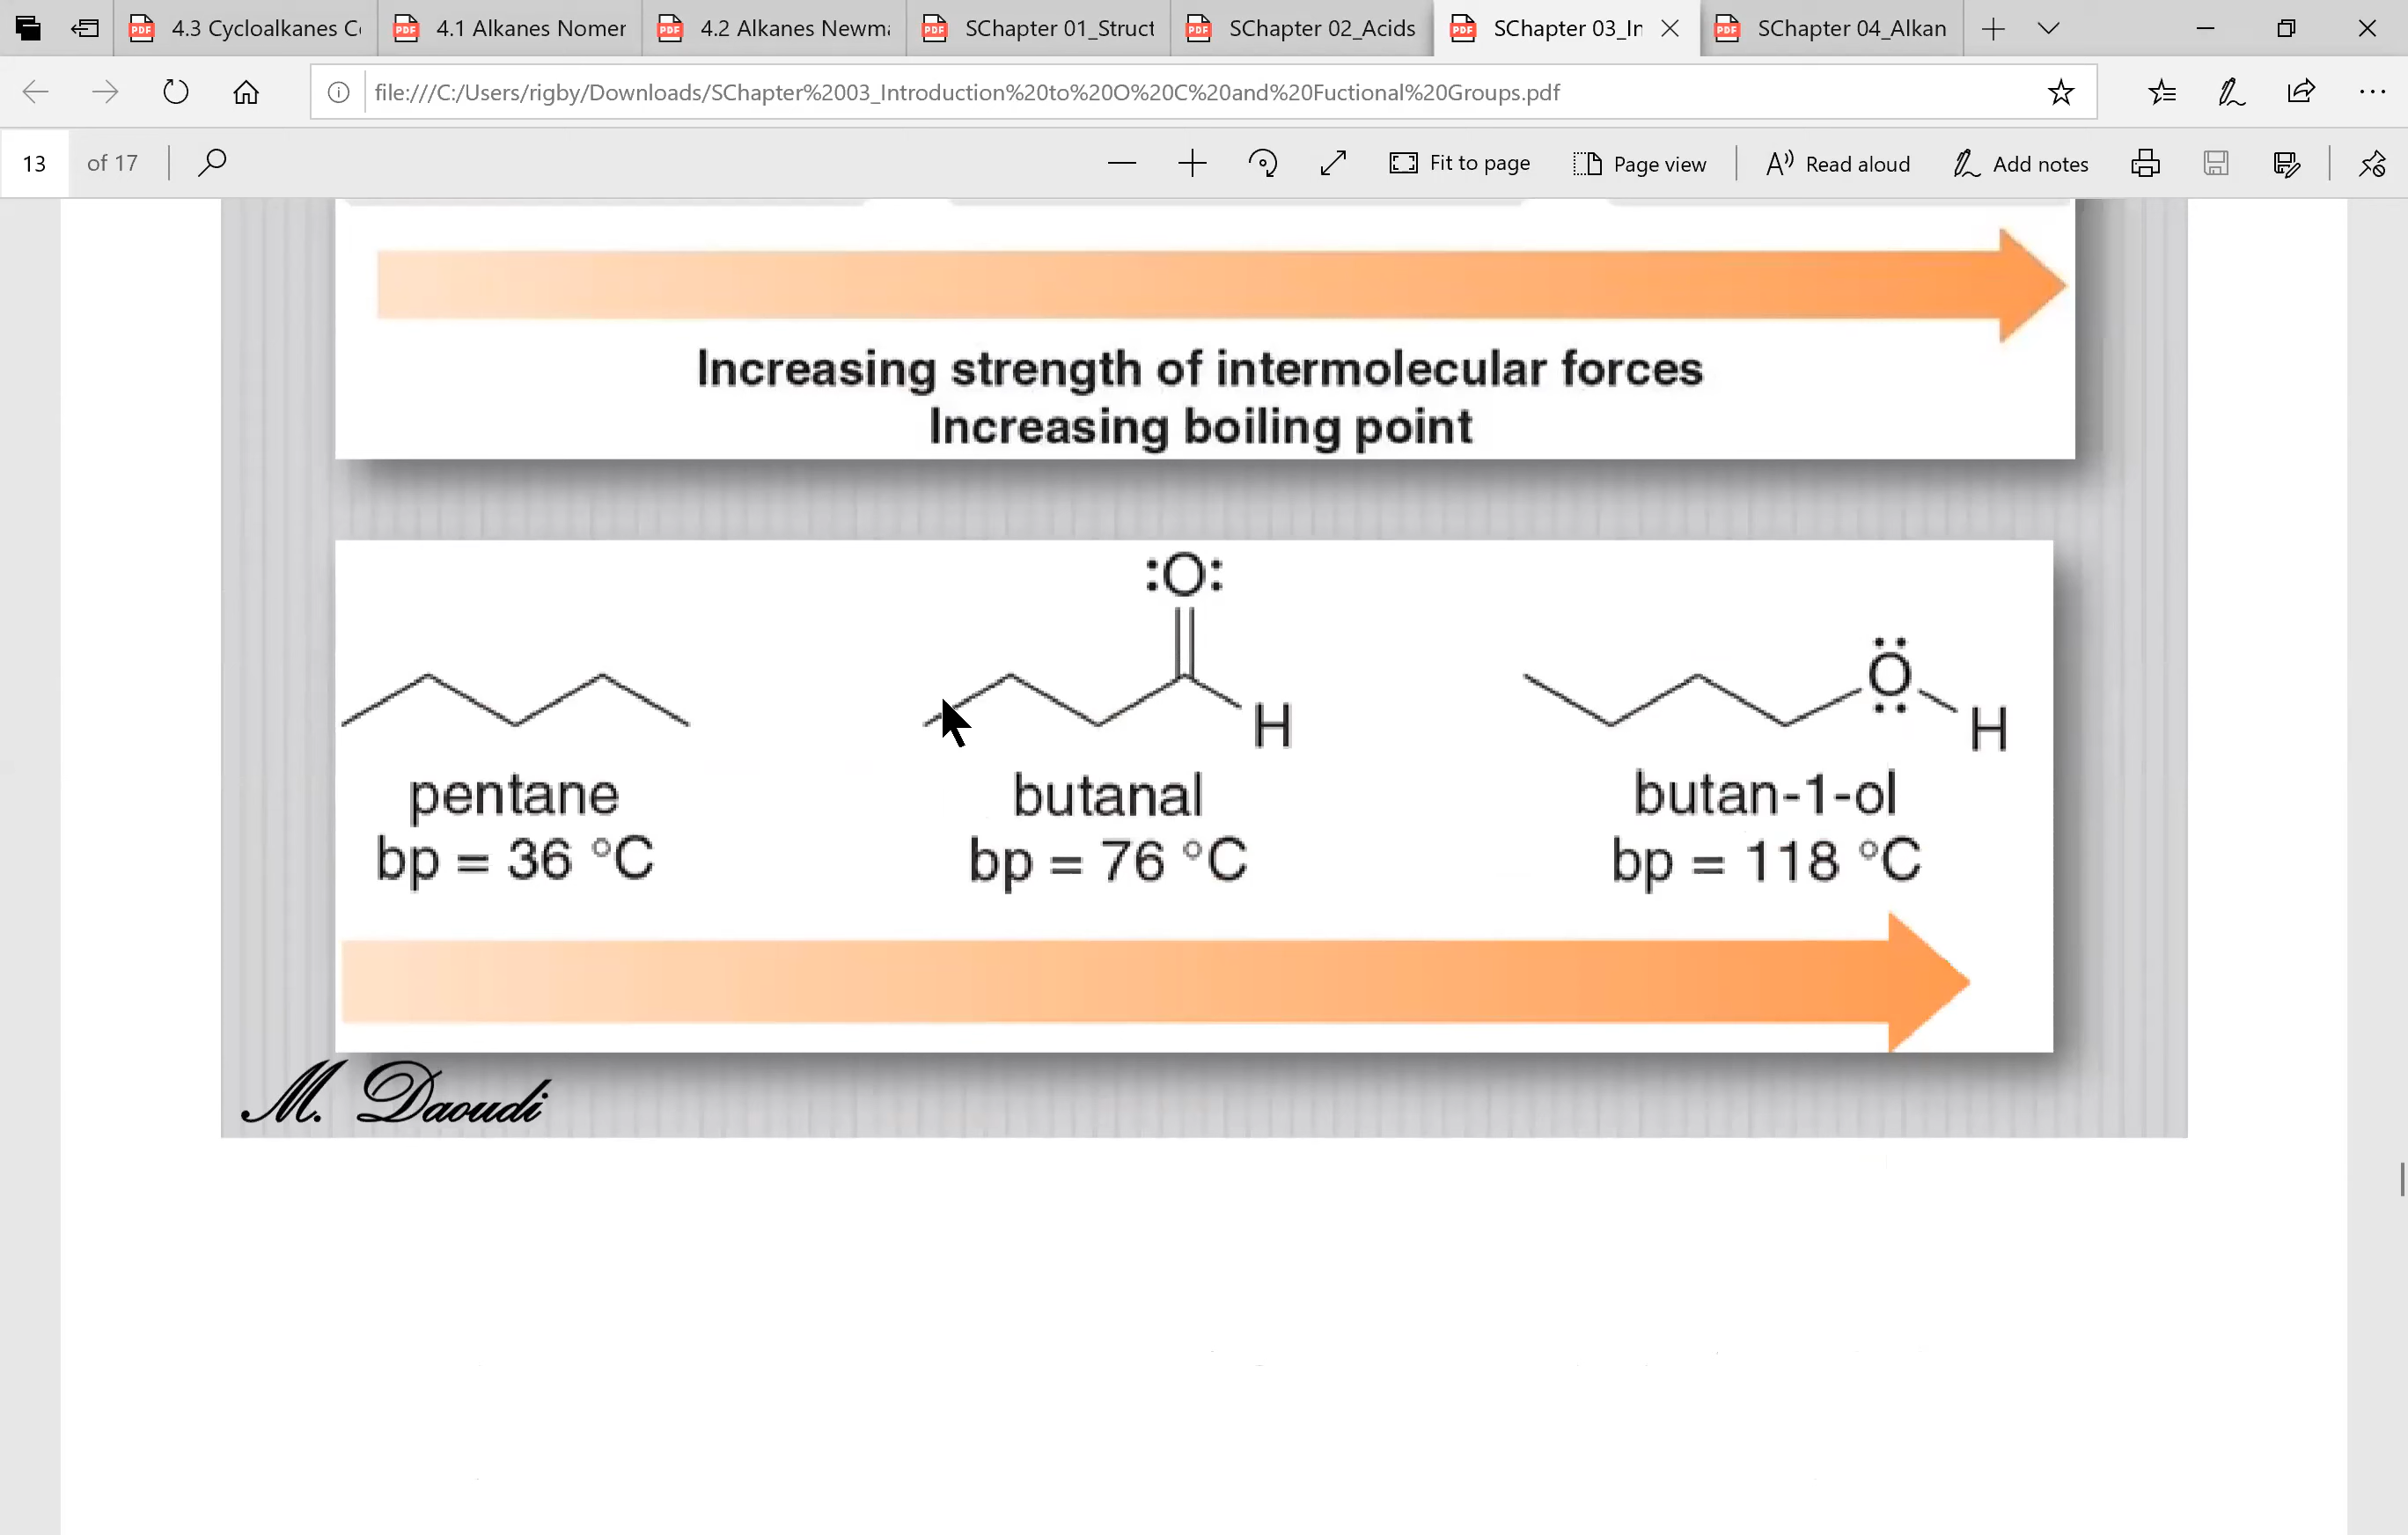 4.3 Cycloalkanes C
4.1 Alkanes Nomer
4.2 Alkanes Newm
SChapter 01_Struct
SChapter 02_Acids
SChapter 03_In
SChapter 04_Alkan
file:///C:/Users/rigby/Downloads/SChapter%2003_Introduction%20to%20O%20C%20and%20Fuctional%20Groups.pdf
13 of 17
Fit to page
Page view
Read aloud
Add notes
Increasing strength of intermolecular forces
Increasing boiling point
:O:
H
Ö
H
pentane
bp = 36 °C
butanal
bp = 76 °C
butan-1-ol
bp = 118 °C
M. Daoudi